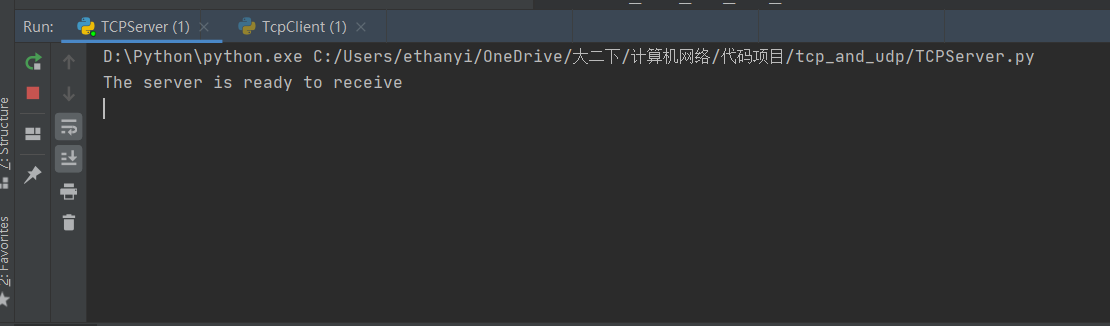 Run: TCPServer (1) TcpClient (1)
D:\Python\python.exe C:/Users/ethanyi/OneDrive/大二下/计算机网络/代码项目/tcp_and_udp/TCPServer.py
The server is ready to receive
7: Structure
2: Favorites